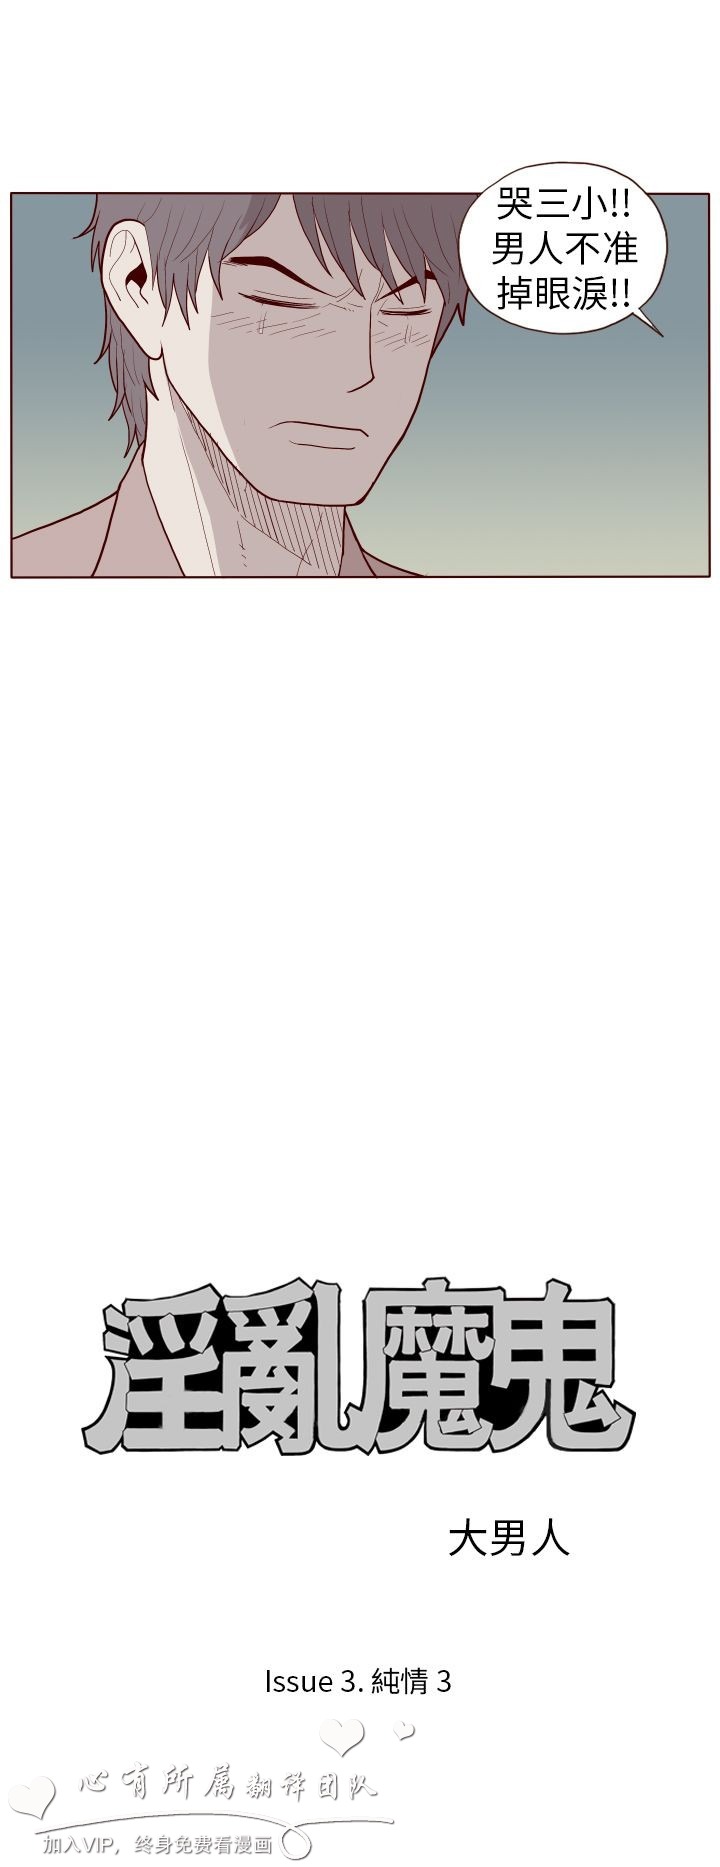 哭三小!!
男人不准
掉眼淚!!
淫亂魔鬼
大男人
Issue 3. 純情 3
心有所属翻译团队
加入VIP，终身免费看漫画